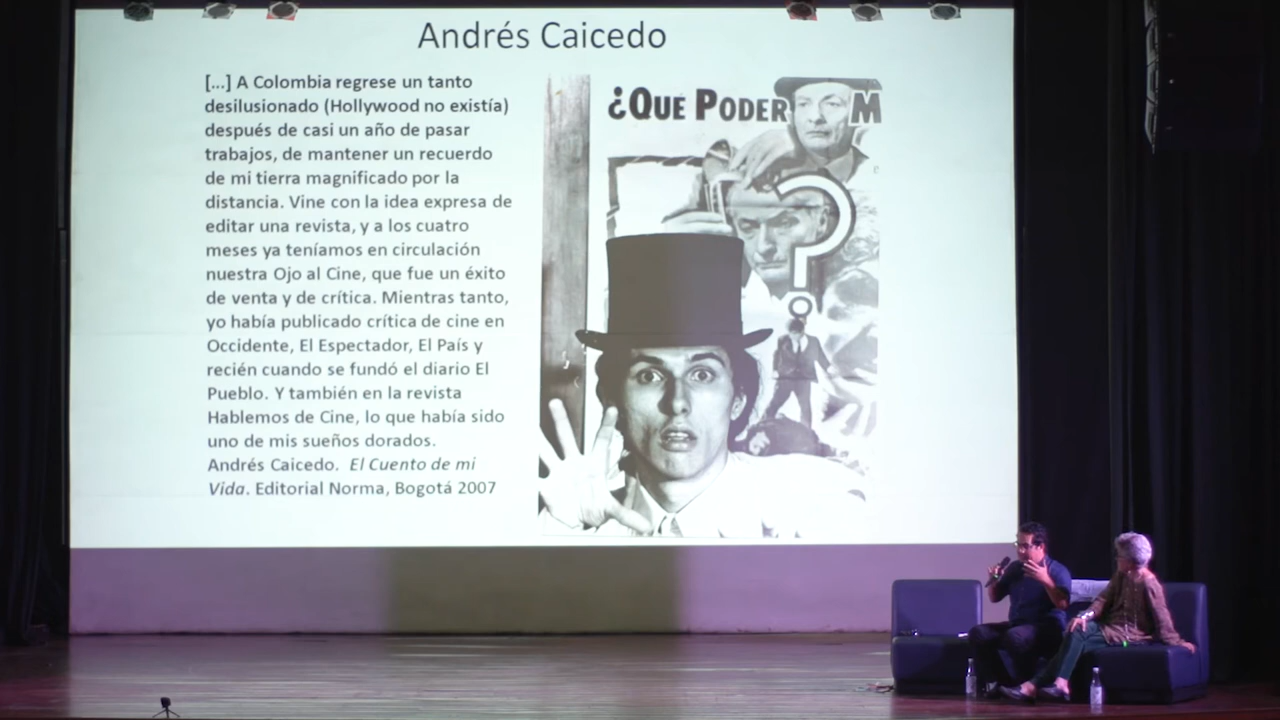 Andrés Caicedo
[...] A Colombia regrese un tanto
desilusionado (Hollywood no existía)
después de casi un año de pasar
trabajos, de mantener un recuerdo
de mi tierra magnificado por la
distancia. Vine con la idea expresa de
editar una revista, y a los cuatro
meses ya teníamos en circulación
nuestra Ojo al Cine, que fue un éxito
de venta y de crítica. Mientras tanto,
yo había publicado crítica de cine en
Occidente, El Espectador, El País y
recién cuando se fundó el diario El
Pueblo. Y también en la revista
Hablemos de Cine, lo que había sido
uno de mis sueños dorados.
Andrés Caicedo. El Cuento de mi
Vida. Editorial Norma, Bogotá 2007
¿QUE PODER M
?